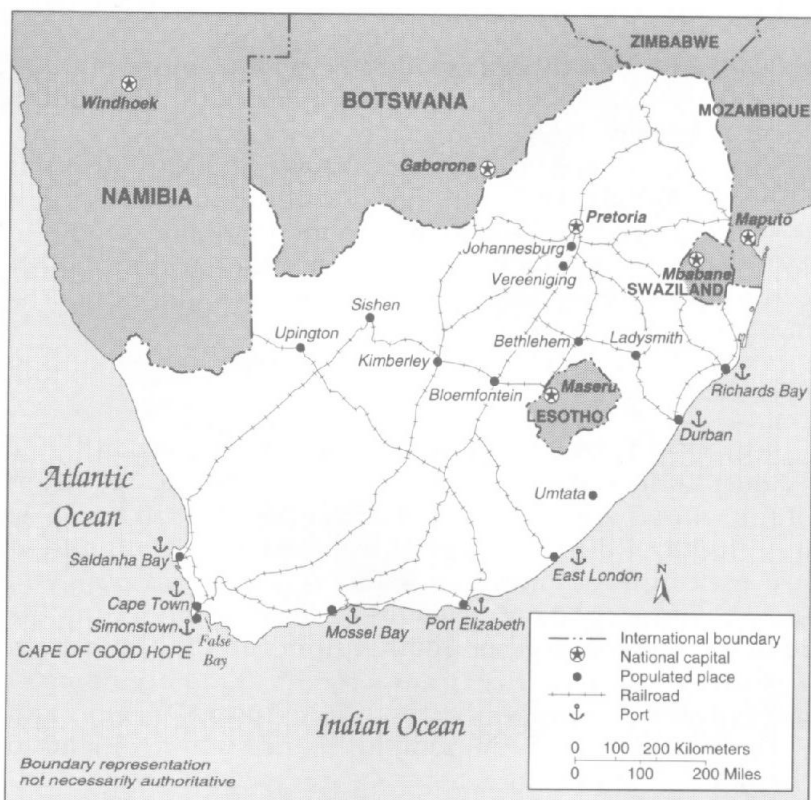 ZIMBABWE
Windhoek
BOTSWANA
MOZAMBIQUE
Gaborone
NAMIBIA
Pretoria
Maputo
Johannesburg
Mbabane
Vereeniging
SWAZILAND
Sishen
Upington
Bethlehem
Ladysmith
Kimberley
Maseru
Richards Bay
Bloemfontein
LESOTHO
Durban
Atlantic
Ocean
Umtata
Saldanha Bay
East London
N
Cape Town
Simonstown
False
Bay
Mossel Bay
Port Elizabeth
CAPE OF GOOD HOPE
International boundary
National capital
Populated place
Railroad
Port
0 100 200 Kilometers
0 100 200 Miles
Indian Ocean
Boundary representation
not necessarily authoritative